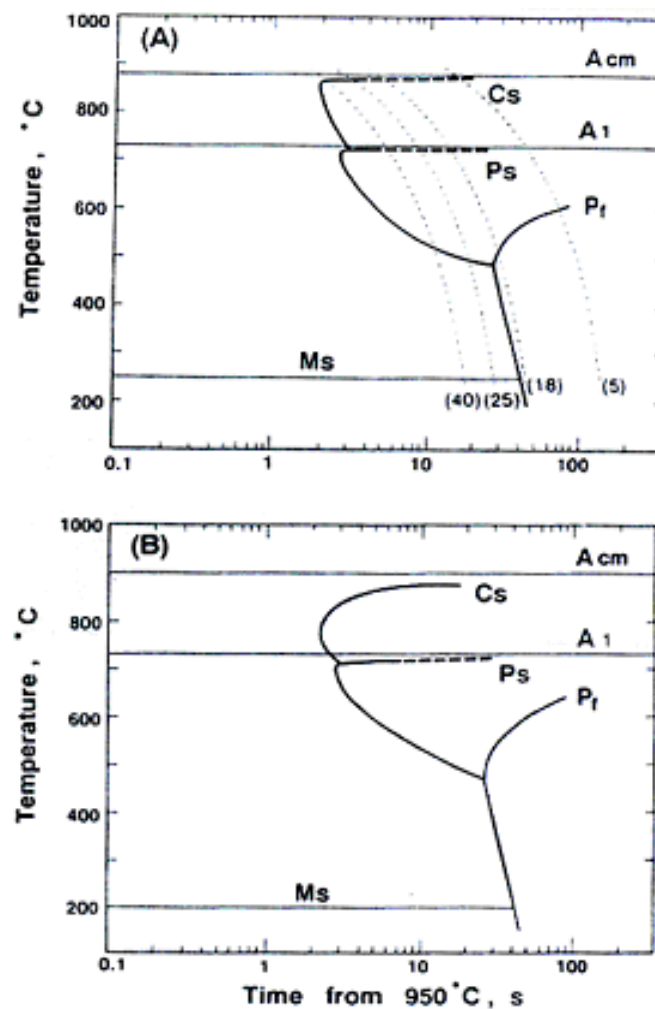 (A)
1000
800
600
400
200
Temperature, °C
A cm
Cs
A1
Ps
Pf
Ms
(40) (25) (18) (5)
0.1 1 10 100
(B)
1000
800
600
400
200
Temperature, °C
A cm
Cs
A1
Ps
Pf
Ms
0.1 1 10 100
Time from 950°C, s